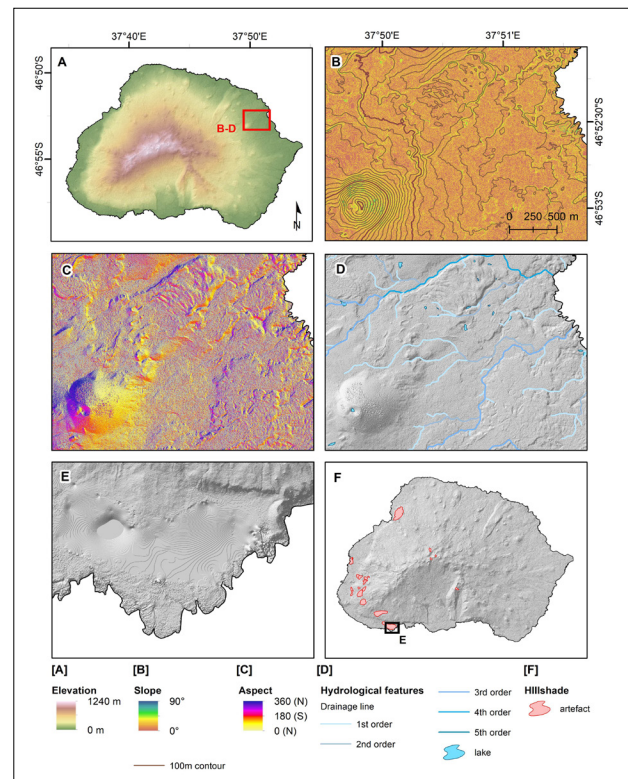 37°40'E 37°50'E 37°50'E 37°51'E
46°50'S
46°55'S
A
B-D
N
B
46°52'30"S
46°53'S
0 250 500 m
C
D
E
F
E
[A] [B] [C] [D] [F]
Elevation Slope Aspect Hydrological features HIllshade
1240 m
0 m
90°
0°
360 (N)
180 (S)
0 (N)
Drainage line
1st order
2nd order
3rd order
4th order
5th order
lake
artefact
100m contour